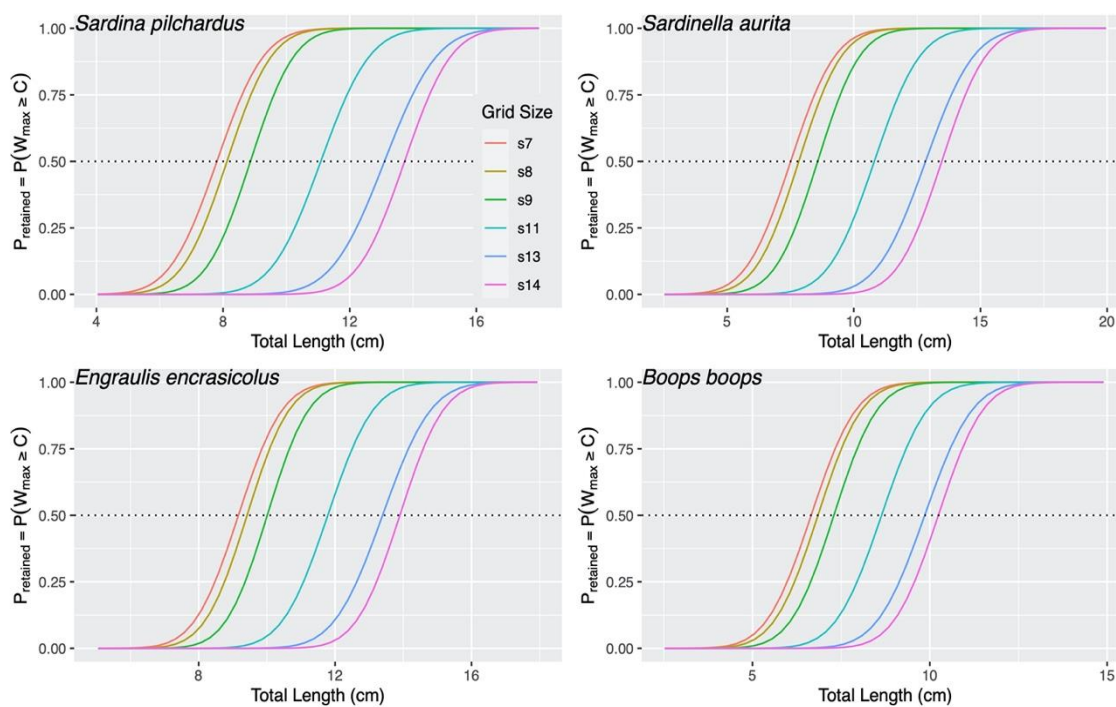 Sardina pilchardus
1.00
0.75
0.50
0.25
0.00
P_retained = P(W_max ≥ C)
Grid Size
s7
s8
s9
s11
s13
s14
4 8 12 16
Total Length (cm)
Sardinella aurita
1.00
0.75
0.50
0.25
0.00
P_retained = P(W_max ≥ C)
5 10 15 20
Total Length (cm)
Engraulis encrasicolus
1.00
0.75
0.50
0.25
0.00
P_retained = P(W_max ≥ C)
8 12 16
Total Length (cm)
Boops boops
1.00
0.75
0.50
0.25
0.00
P_retained = P(W_max ≥ C)
5 10 15
Total Length (cm)